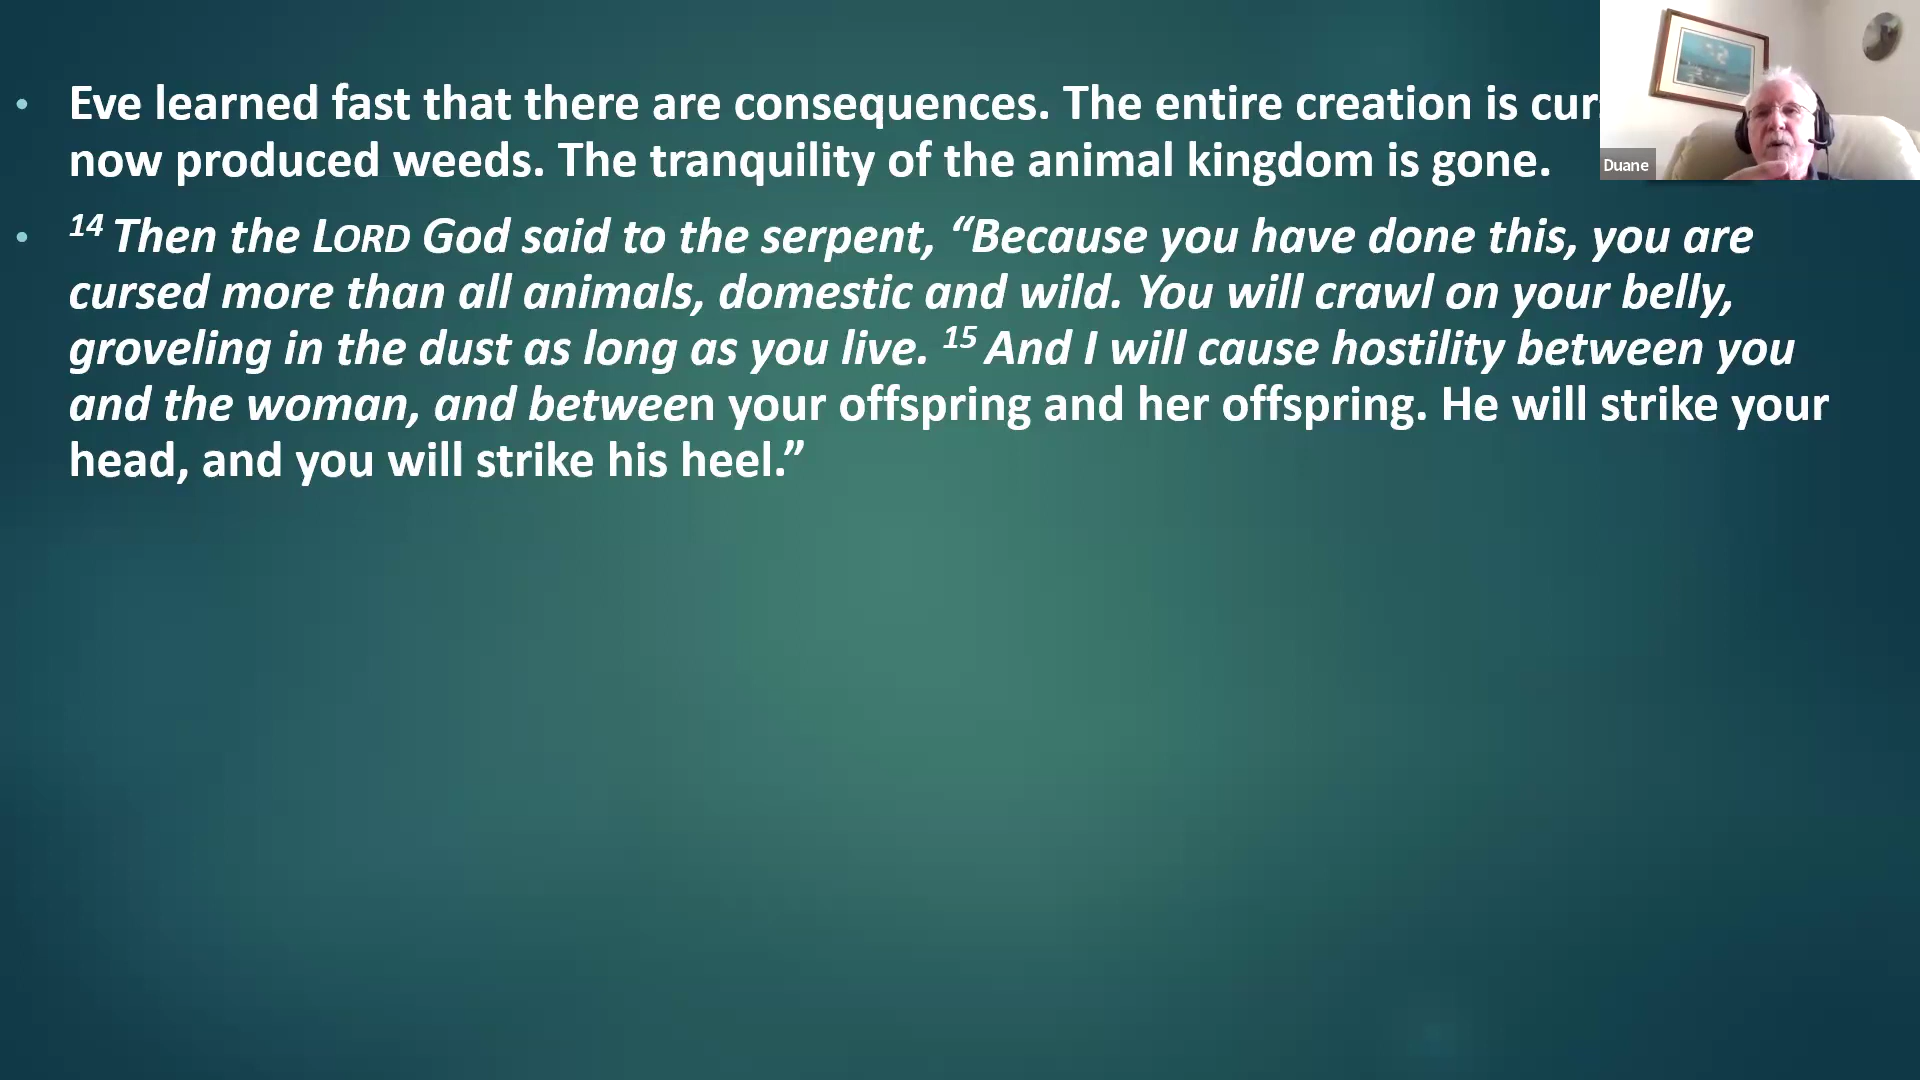 • Eve learned fast that there are consequences. The entire creation is
now produced weeds. The tranquility of the animal kingdom is gone.
• 14 Then the LORD God said to the serpent, “Because you have done this, you are
cursed more than all animals, domestic and wild. You will crawl on your belly,
groveling in the dust as long as you live. 15 And I will cause hostility between you
and the woman, and between your offspring and her offspring. He will strike your
head, and you will strike his heel.”
Duane